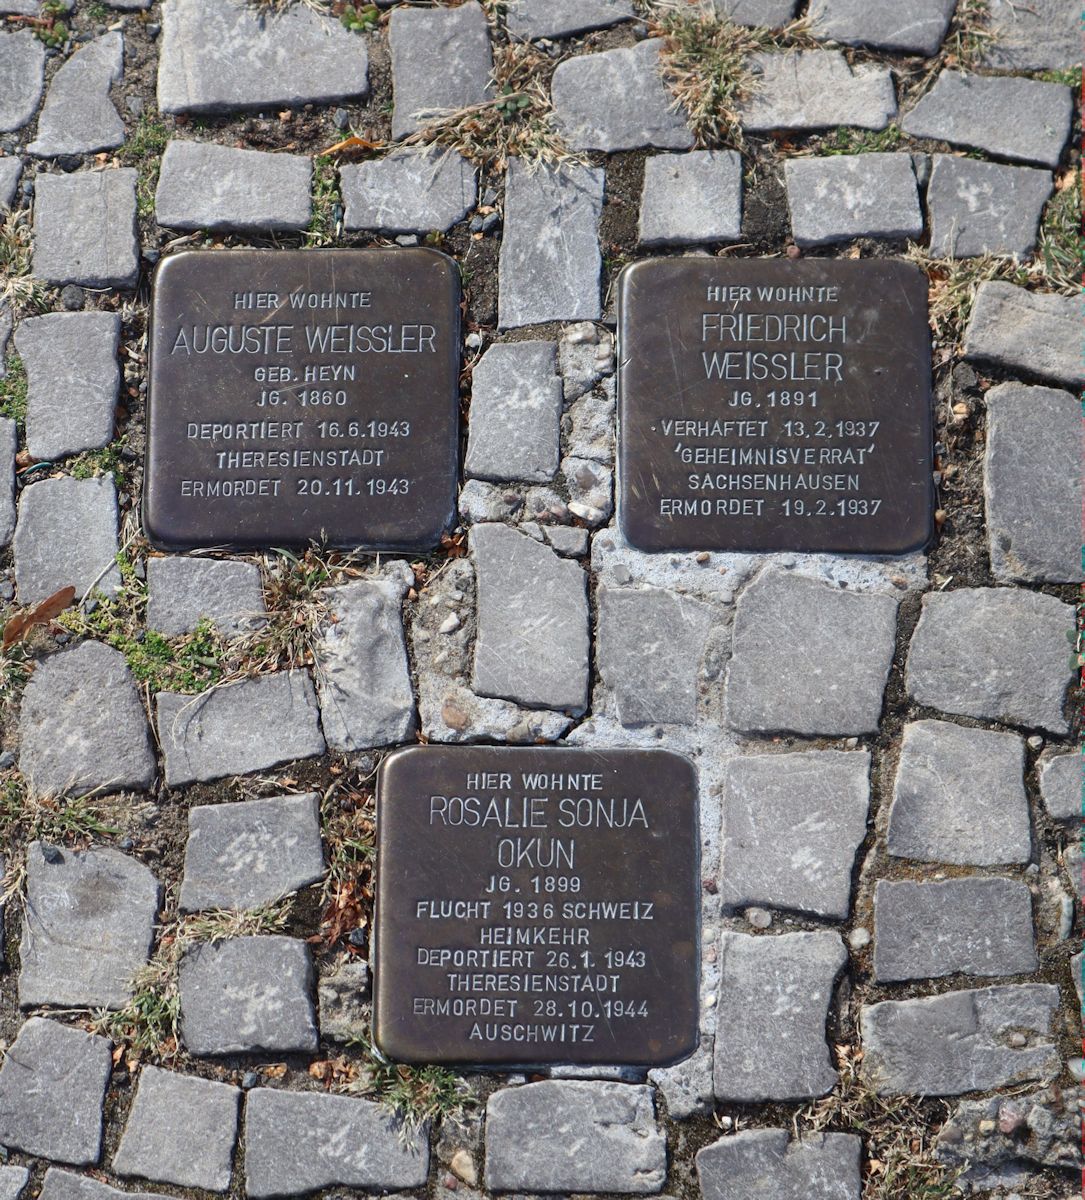 HIER WOHNTE
AUGUSTE WEISSLER
GEB. HEYN
JG. 1860
DEPORTIERT 16.6.1943
THERESIENSTADT
ERMORDET 20.11.1943
HIER WOHNTE
FRIEDRICH
WEISSLER
JG. 1891
VERHAFTET 13.2.1937
'GEHEIMNISVERRAT'
SACHSENHAUSEN
ERMORDET 19.2.1937
HIER WOHNTE
ROSALIE SONJA
OKUN
JG. 1899
FLUCHT 1936 SCHWEIZ
HEIMKEHR
DEPORTIERT 26.1.1943
THERESIENSTADT
ERMORDET 28.10.1944
AUSCHWITZ